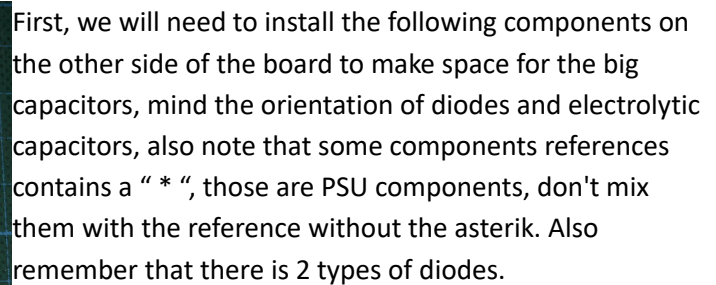 First, we will need to install the following components on
the other side of the board to make space for the big
capacitors, mind the orientation of diodes and electrolytic
capacitors, also note that some components references
contains a “ * “, those are PSU components, don't mix
them with the reference without the asterik. Also
remember that there is 2 types of diodes.